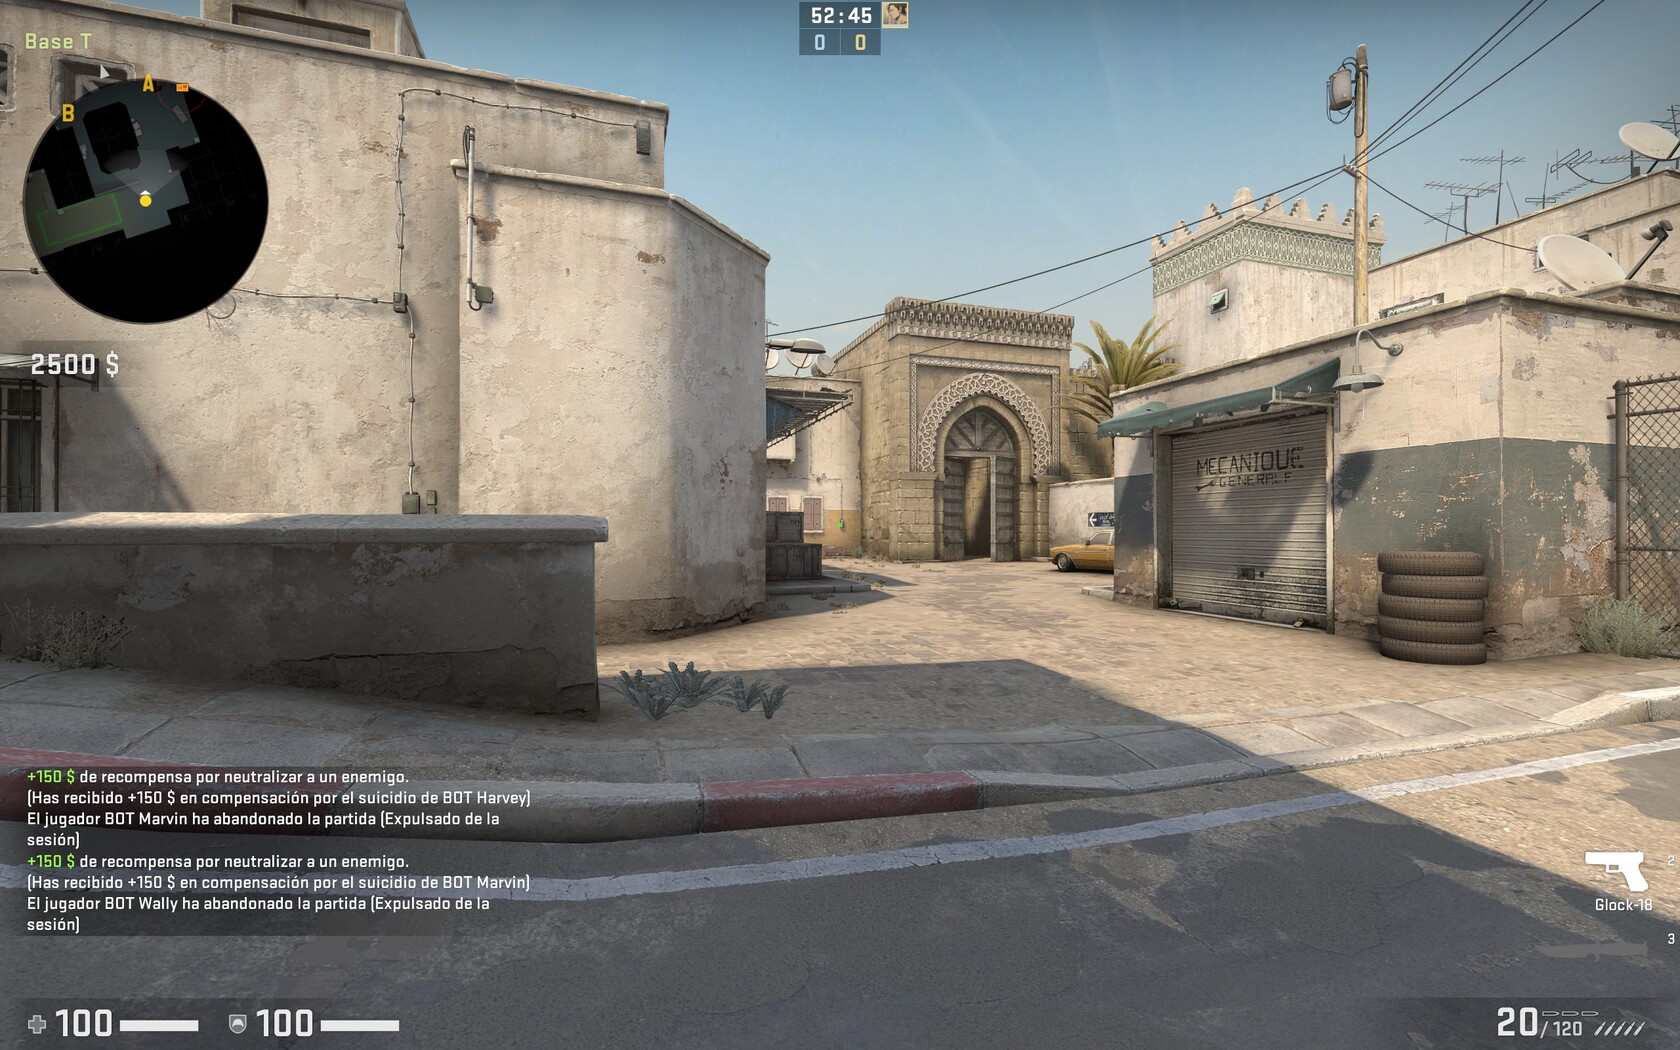 52:45
0 0
Base T
A
B
2500 $
MECANIQUE
GENERALE
+150 $ de recompensa por neutralizar a un enemigo.
(Has recibido +150 $ en compensación por el suicidio de BOT Harvey)
El jugador BOT Marvin ha abandonado la partida (Expulsado de la
sesión)
+150 $ de recompensa por neutralizar a un enemigo.
(Has recibido +150 $ en compensación por el suicidio de BOT Marvin)
El jugador BOT Wally ha abandonado la partida (Expulsado de la
sesión)
2
Glock-18
3
100 100
20/120